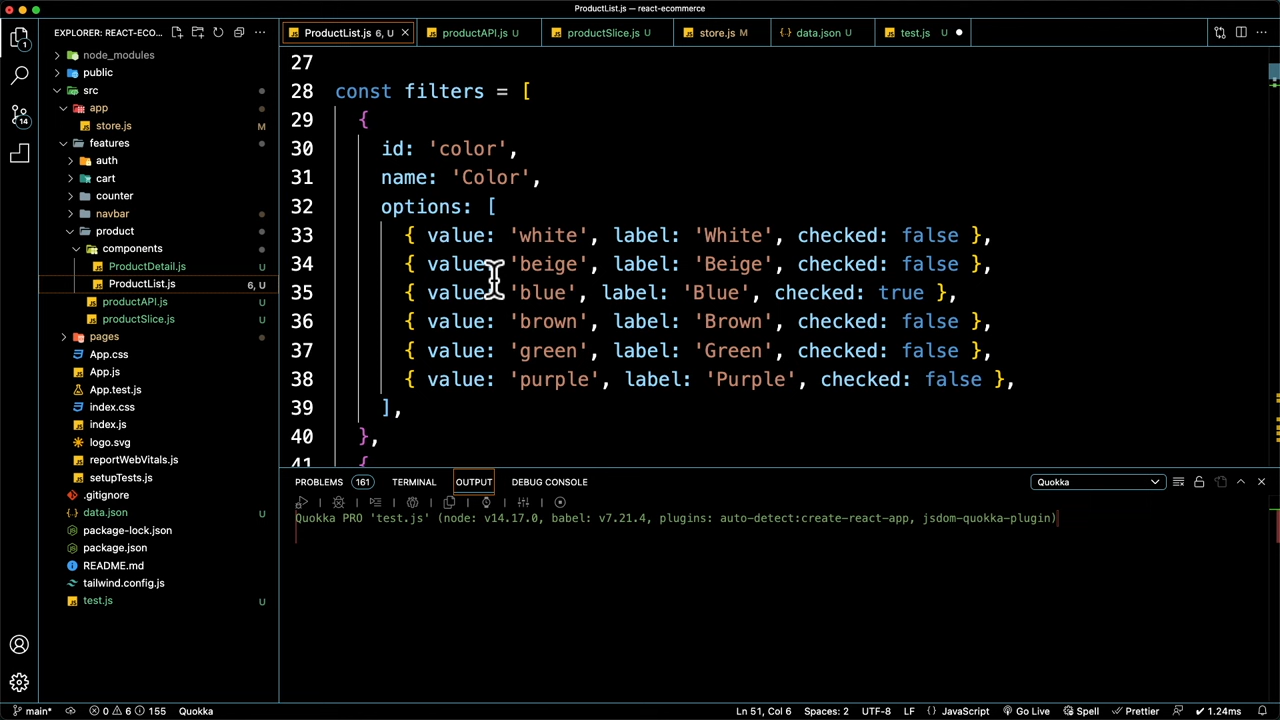 ProductList.js — react-ecommerce
EXPLORER: REACT-ECO...
ProductList.js 6, U
productAPI.js U
productSlice.js U
store.js M
data.json U
test.js U
1
14
node_modules
public
src
app
store.js M
features
auth
cart
counter
navbar
product
components
ProductDetail.js U
ProductList.js 6, U
productAPI.js U
productSlice.js U
pages
App.css
App.js
App.test.js
index.css
index.js
logo.svg
reportWebVitals.js
setupTests.js
.gitignore
data.json U
package-lock.json
package.json
README.md
tailwind.config.js
test.js U
27
28 const filters = [
29 {
30 id: 'color',
31 name: 'Color',
32 options: [
33 { value: 'white', label: 'White', checked: false },
34 { value: 'beige', label: 'Beige', checked: false },
35 { value: 'blue', label: 'Blue', checked: true },
36 { value: 'brown', label: 'Brown', checked: false },
37 { value: 'green', label: 'Green', checked: false },
38 { value: 'purple', label: 'Purple', checked: false },
39 ],
40 },
41 {
PROBLEMS 161 TERMINAL OUTPUT DEBUG CONSOLE Quokka
Quokka PRO 'test.js' (node: v14.17.0, babel: v7.21.4, plugins: auto-detect:create-react-app, jsdom-quokka-plugin)
main* 0 6 155 Quokka Ln 51, Col 6 Spaces: 2 UTF-8 LF {} JavaScript Go Live Spell Prettier 1.24ms